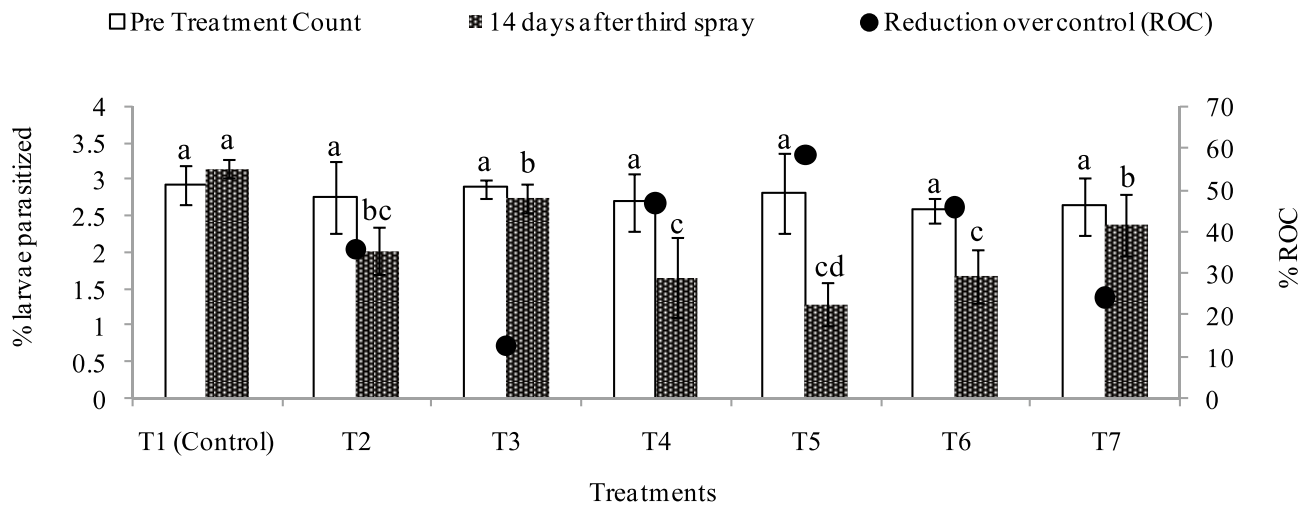 Pre Treatment Count 14 days after third spray Reduction over control (ROC)
4 70
3.5 60
3 50
2.5 40
2 30
1.5 20
1 10
0.5 0
0
% larvae parasitized
% ROC
a a a a b a a a b
bc c cd c
T1 (Control) T2 T3 T4 T5 T6 T7
Treatments